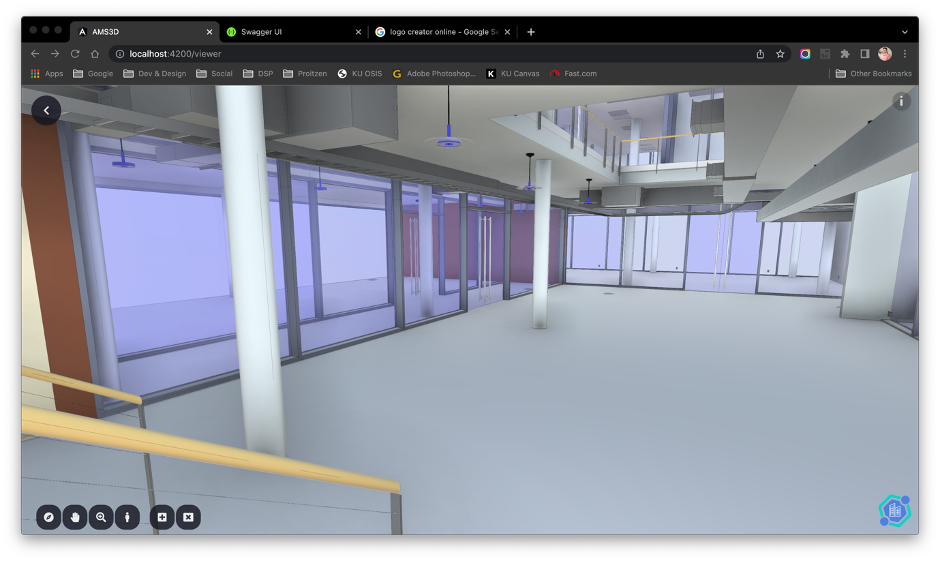 AMS3D
Swagger UI
logo creator online - Google Se
localhost:4200/viewer
Apps
Google
Dev & Design
Social
DSP
Proitzen
KU OSIS
Adobe Photoshop...
KU Canvas
Fast.com
Other Bookmarks